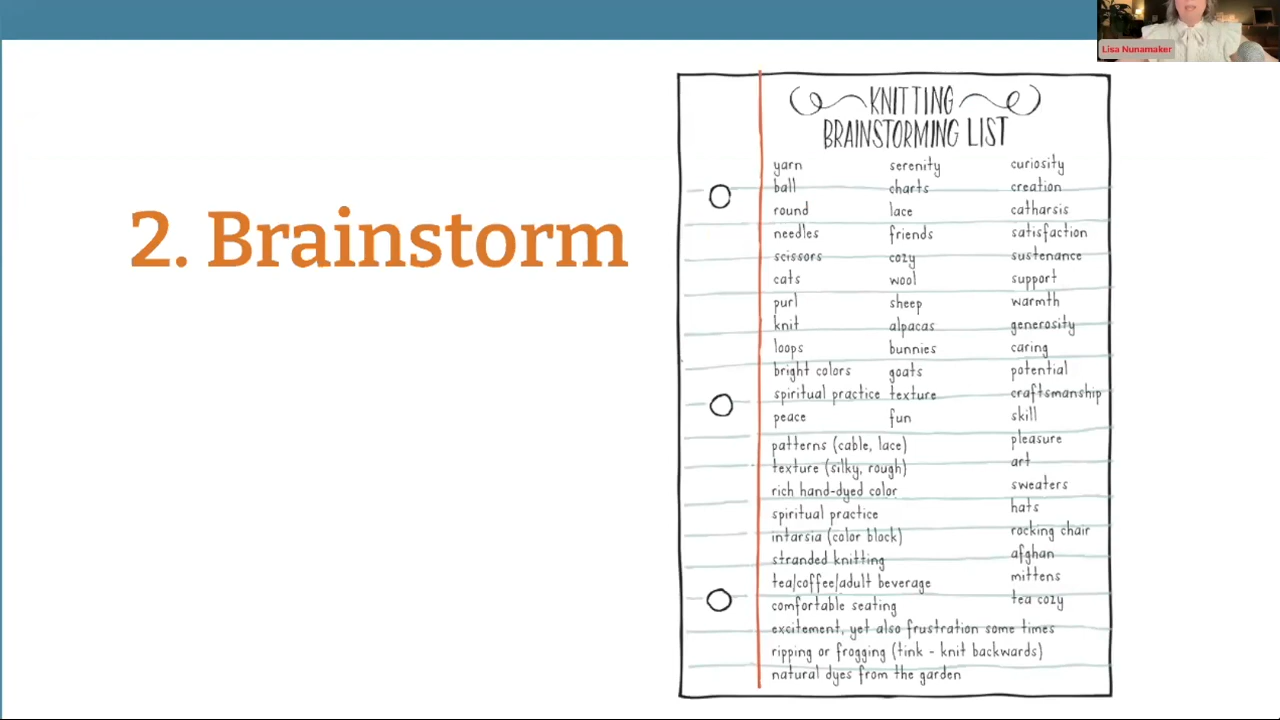 Lisa Nunamaker
2. Brainstorm
KNITTING
BRAINSTORMING LIST
yarn
ball
round
needles
scissors
cats
purl
knit
loops
bright colors
spiritual practice
peace
patterns (cable, lace)
texture (silky, rough)
rich hand-dyed color
spiritual practice
intarsia (color block)
stranded knitting
tea/coffee/adult beverage
comfortable seating
excitement, yet also frustration some times
ripping or frogging (tink - knit backwards)
natural dyes from the garden
serenity
charts
lace
friends
cozy
wool
sheep
alpacas
bunnies
goats
texture
fun
curiosity
creation
catharsis
satisfaction
sustenance
support
warmth
generosity
caring
potential
craftsmanship
skill
pleasure
art
sweaters
hats
rocking chair
afghan
mittens
tea cozy